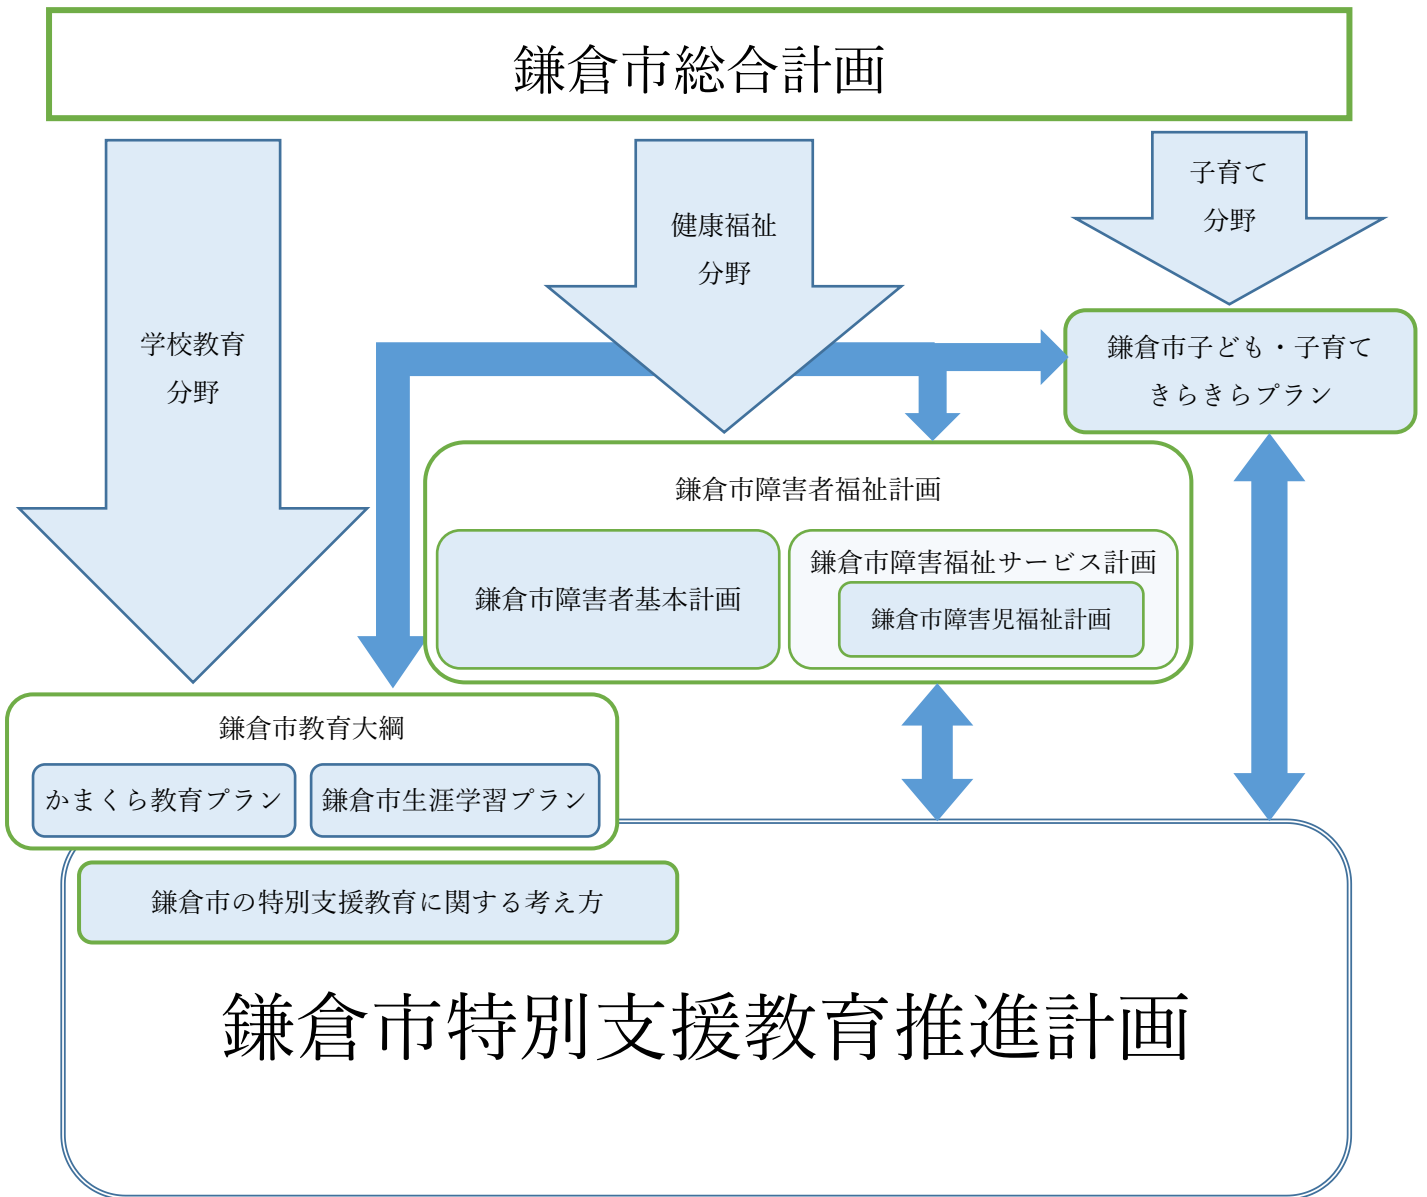 鎌倉市総合計画
子育て
分野
健康福祉
分野
学校教育
分野
鎌倉市子ども・子育て
きらきらプラン
鎌倉市障害者福祉計画
鎌倉市障害者基本計画
鎌倉市障害福祉サービス計画
鎌倉市障害児福祉計画
鎌倉市教育大綱
かまくら教育プラン
鎌倉市生涯学習プラン
鎌倉市の特別支援教育に関する考え方
鎌倉市特別支援教育推進計画